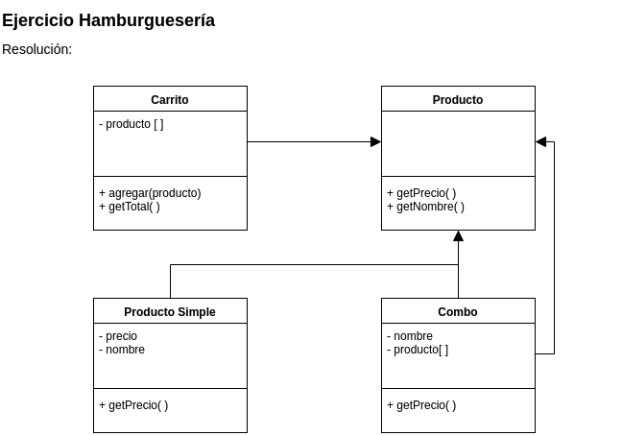 Ejercicio Hamburguesería
Resolución:
Carrito
- producto [ ]
+ agregar(producto)
+ getTotal( )
Producto
+ getPrecio( )
+ getNombre( )
Producto Simple
- precio
- nombre
+ getPrecio( )
Combo
- nombre
- producto[ ]
+ getPrecio( )